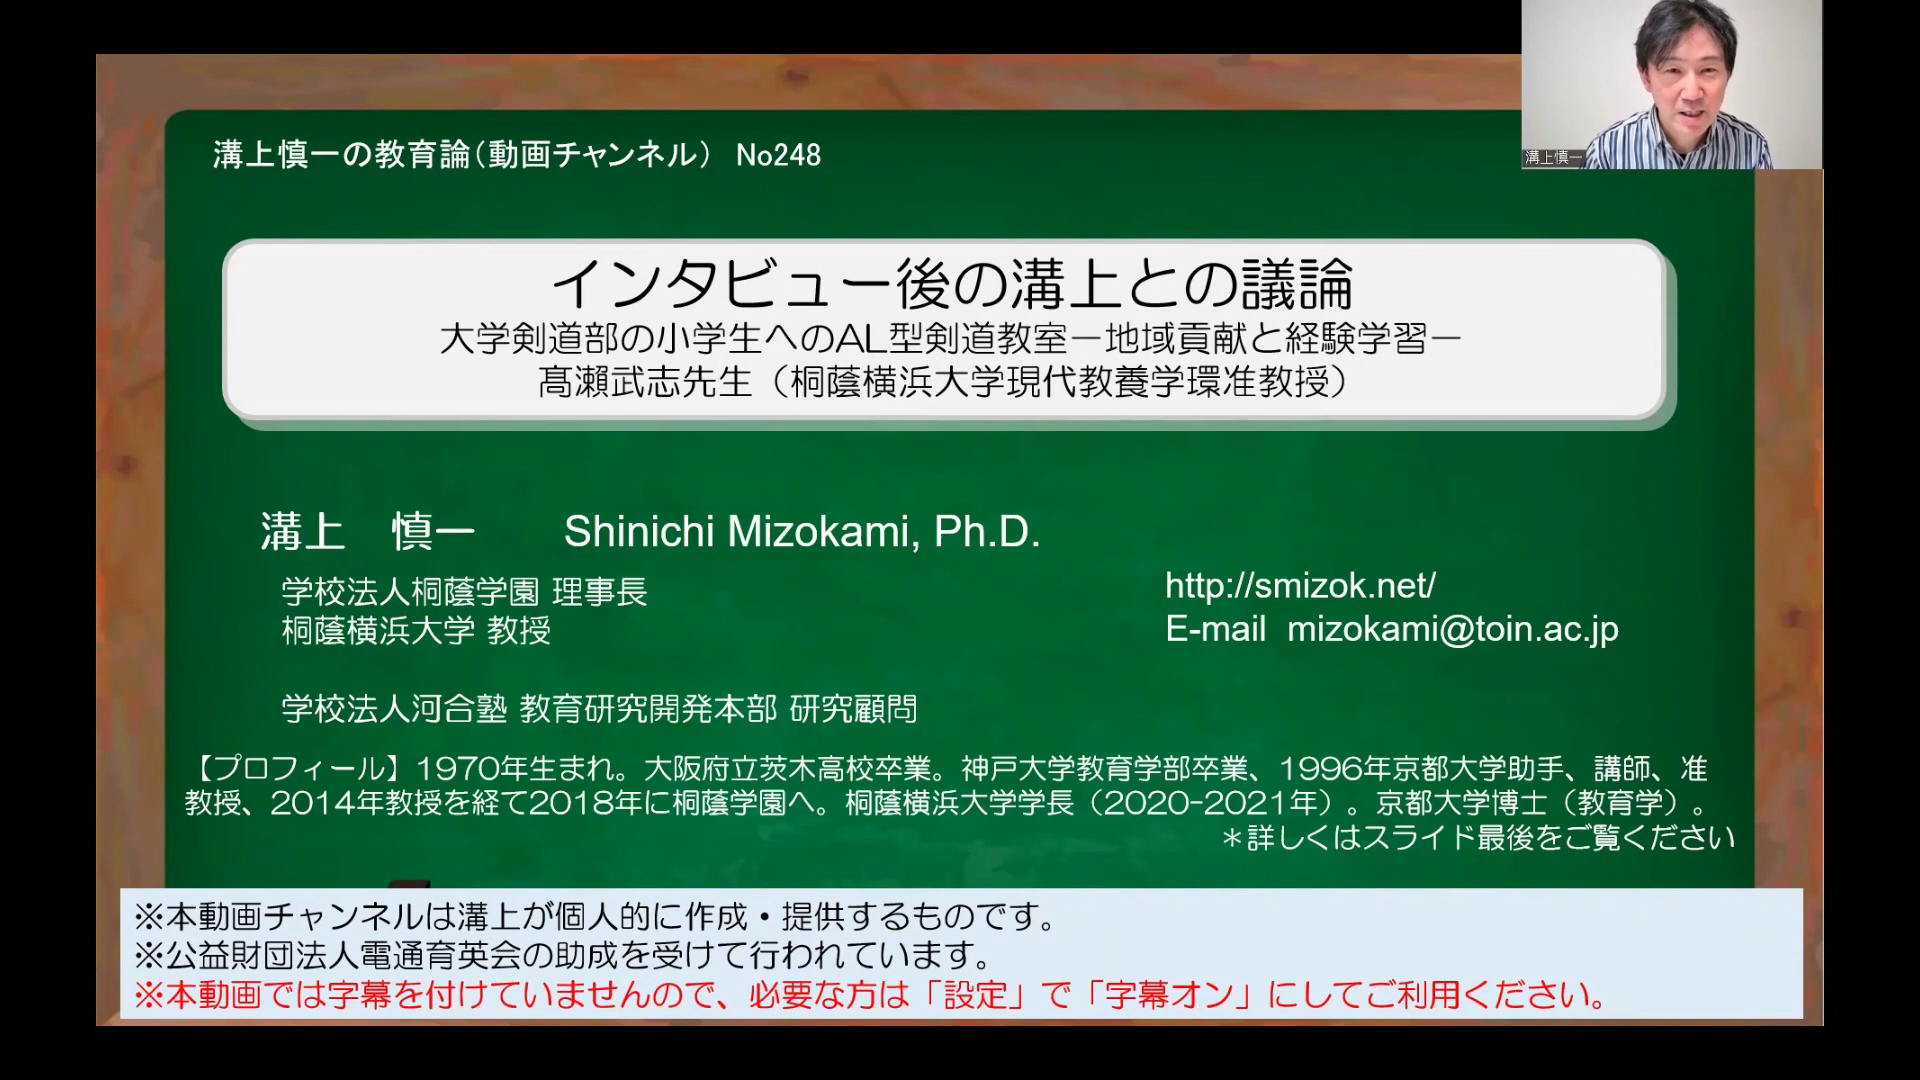 溝上慎一
溝上慎一の教育論（動画チャンネル） No248
インタビュー後の溝上との議論
大学剣道部の小学生へのAL型剣道教室－地域貢献と経験学習－
髙瀨武志先生（桐蔭横浜大学現代教養学環准教授）
溝上　慎一　　Shinichi Mizokami, Ph.D.
学校法人桐蔭学園 理事長
桐蔭横浜大学 教授
http://smizok.net/
E-mail mizokami@toin.ac.jp
学校法人河合塾 教育研究開発本部 研究顧問
【プロフィール】1970年生まれ。大阪府立茨木高校卒業。神戸大学教育学部卒業、1996年京都大学助手、講師、准
教授、2014年教授を経て2018年に桐蔭学園へ。桐蔭横浜大学学長（2020-2021年）。京都大学博士（教育学）。
＊詳しくはスライド最後をご覧ください
※本動画チャンネルは溝上が個人的に作成・提供するものです。
※公益財団法人電通育英会の助成を受けて行われています。
※本動画では字幕を付けていませんので、必要な方は「設定」で「字幕オン」にしてご利用ください。